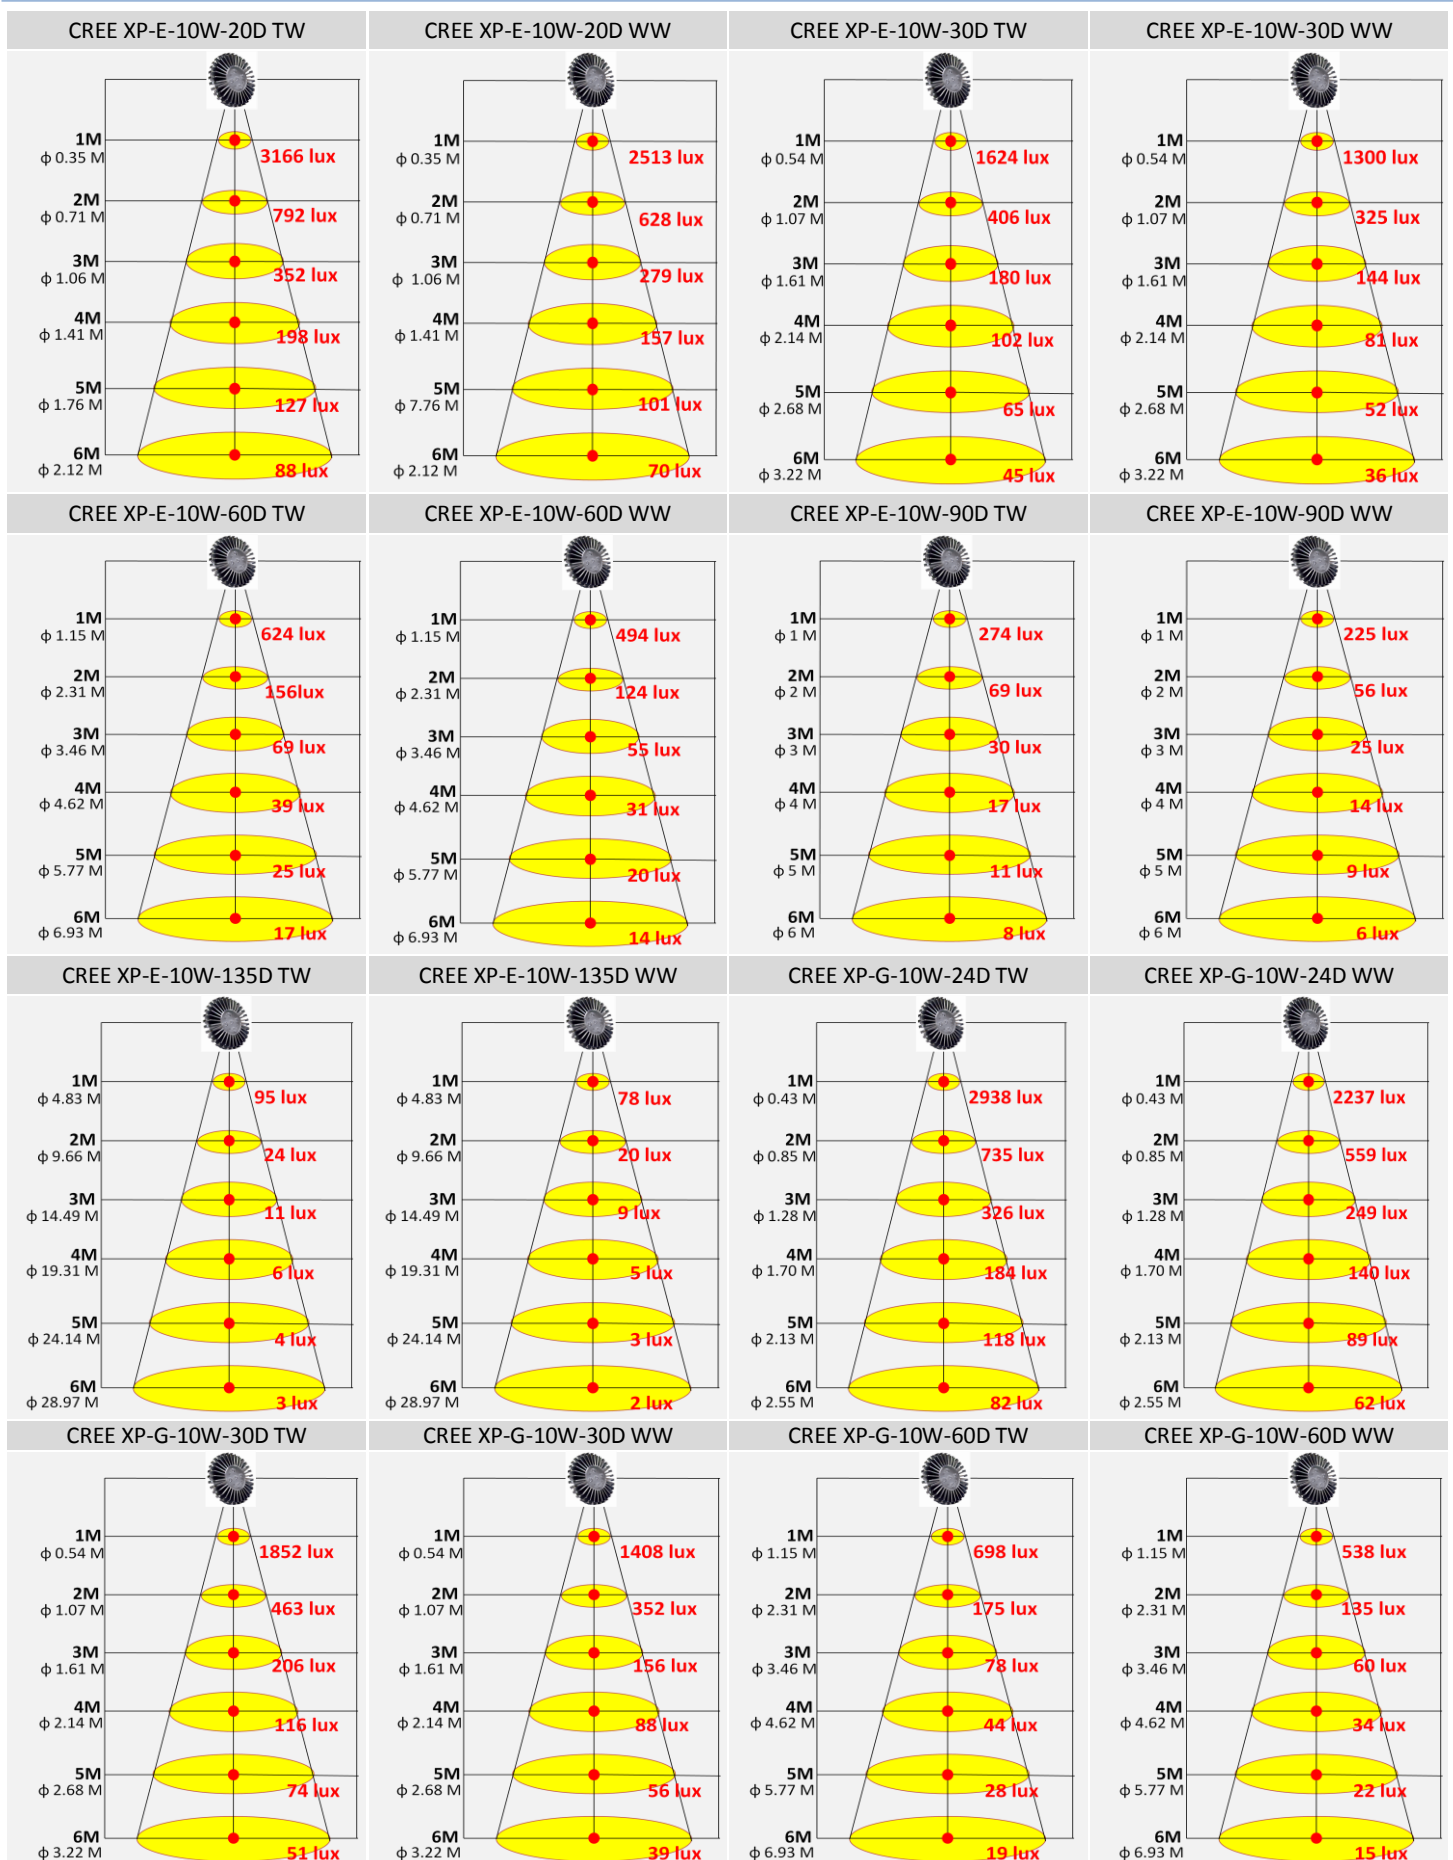 CREE XP-E-10W-20D TW
1M
ϕ 0.35 M
3166 lux
2M
ϕ 0.71 M
792 lux
3M
ϕ 1.06 M
352 lux
4M
ϕ 1.41 M
198 lux
5M
ϕ 1.76 M
127 lux
6M
ϕ 2.12 M
88 lux
CREE XP-E-10W-20D WW
1M
ϕ 0.35 M
2513 lux
2M
ϕ 0.71 M
628 lux
3M
ϕ 1.06 M
279 lux
4M
ϕ 1.41 M
157 lux
5M
ϕ 7.76 M
101 lux
6M
ϕ 2.12 M
70 lux
CREE XP-E-10W-30D TW
1M
ϕ 0.54 M
1624 lux
2M
ϕ 1.07 M
406 lux
3M
ϕ 1.61 M
180 lux
4M
ϕ 2.14 M
102 lux
5M
ϕ 2.68 M
65 lux
6M
ϕ 3.22 M
45 lux
CREE XP-E-10W-30D WW
1M
ϕ 0.54 M
1300 lux
2M
ϕ 1.07 M
325 lux
3M
ϕ 1.61 M
144 lux
4M
ϕ 2.14 M
81 lux
5M
ϕ 2.68 M
52 lux
6M
ϕ 3.22 M
36 lux
CREE XP-E-10W-60D TW
1M
ϕ 1.15 M
624 lux
2M
ϕ 2.31 M
156lux
3M
ϕ 3.46 M
69 lux
4M
ϕ 4.62 M
39 lux
5M
ϕ 5.77 M
25 lux
6M
ϕ 6.93 M
17 lux
CREE XP-E-10W-60D WW
1M
ϕ 1.15 M
494 lux
2M
ϕ 2.31 M
124 lux
3M
ϕ 3.46 M
55 lux
4M
ϕ 4.62 M
31 lux
5M
ϕ 5.77 M
20 lux
6M
ϕ 6.93 M
14 lux
CREE XP-E-10W-90D TW
1M
ϕ 1 M
274 lux
2M
ϕ 2 M
69 lux
3M
ϕ 3 M
30 lux
4M
ϕ 4 M
17 lux
5M
ϕ 5 M
11 lux
6M
ϕ 6 M
8 lux
CREE XP-E-10W-90D WW
1M
ϕ 1 M
225 lux
2M
ϕ 2 M
56 lux
3M
ϕ 3 M
25 lux
4M
ϕ 4 M
14 lux
5M
ϕ 5 M
9 lux
6M
ϕ 6 M
6 lux
CREE XP-E-10W-135D TW
1M
ϕ 4.83 M
95 lux
2M
ϕ 9.66 M
24 lux
3M
ϕ 14.49 M
11 lux
4M
ϕ 19.31 M
6 lux
5M
ϕ 24.14 M
4 lux
6M
ϕ 28.97 M
3 lux
CREE XP-E-10W-135D WW
1M
ϕ 4.83 M
78 lux
2M
ϕ 9.66 M
20 lux
3M
ϕ 14.49 M
9 lux
4M
ϕ 19.31 M
5 lux
5M
ϕ 24.14 M
3 lux
6M
ϕ 28.97 M
2 lux
CREE XP-G-10W-24D TW
1M
ϕ 0.43 M
2938 lux
2M
ϕ 0.85 M
735 lux
3M
ϕ 1.28 M
326 lux
4M
ϕ 1.70 M
184 lux
5M
ϕ 2.13 M
118 lux
6M
ϕ 2.55 M
82 lux
CREE XP-G-10W-24D WW
1M
ϕ 0.43 M
2237 lux
2M
ϕ 0.85 M
559 lux
3M
ϕ 1.28 M
249 lux
4M
ϕ 1.70 M
140 lux
5M
ϕ 2.13 M
89 lux
6M
ϕ 2.55 M
62 lux
CREE XP-G-10W-30D TW
1M
ϕ 0.54 M
1852 lux
2M
ϕ 1.07 M
463 lux
3M
ϕ 1.61 M
206 lux
4M
ϕ 2.14 M
116 lux
5M
ϕ 2.68 M
74 lux
6M
ϕ 3.22 M
51 lux
CREE XP-G-10W-30D WW
1M
ϕ 0.54 M
1408 lux
2M
ϕ 1.07 M
352 lux
3M
ϕ 1.61 M
156 lux
4M
ϕ 2.14 M
88 lux
5M
ϕ 2.68 M
56 lux
6M
ϕ 3.22 M
39 lux
CREE XP-G-10W-60D TW
1M
ϕ 1.15 M
698 lux
2M
ϕ 2.31 M
175 lux
3M
ϕ 3.46 M
78 lux
4M
ϕ 4.62 M
44 lux
5M
ϕ 5.77 M
28 lux
6M
ϕ 6.93 M
19 lux
CREE XP-G-10W-60D WW
1M
ϕ 1.15 M
538 lux
2M
ϕ 2.31 M
135 lux
3M
ϕ 3.46 M
60 lux
4M
ϕ 4.62 M
34 lux
5M
ϕ 5.77 M
22 lux
6M
ϕ 6.93 M
15 lux